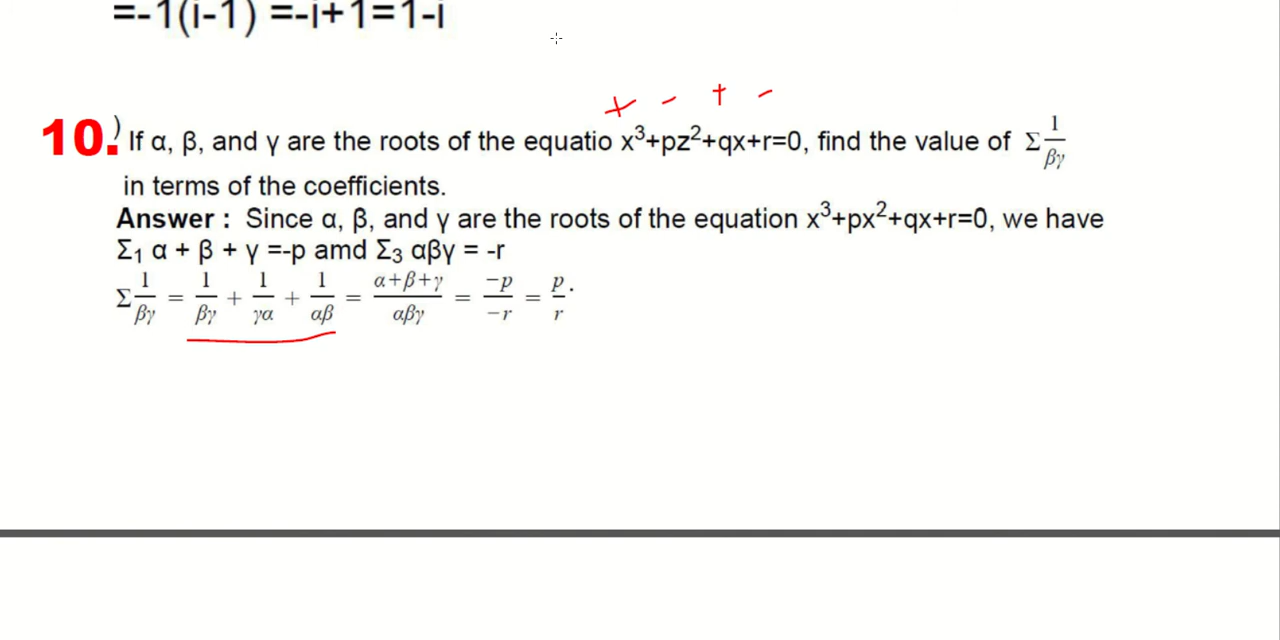 =-1(i-1) =-i+1=1-i
+ - + -
10.) If α, β, and γ are the roots of the equatio x³+pz²+qx+r=0, find the value of Σ 1/βγ
in terms of the coefficients.
Answer : Since α, β, and γ are the roots of the equation x³+px²+qx+r=0, we have
Σ₁ α + β + γ =-p amd Σ₃ αβγ = -r
Σ 1/βγ = 1/βγ + 1/γα + 1/αβ = α+β+γ/αβγ = -p/-r = p/r.